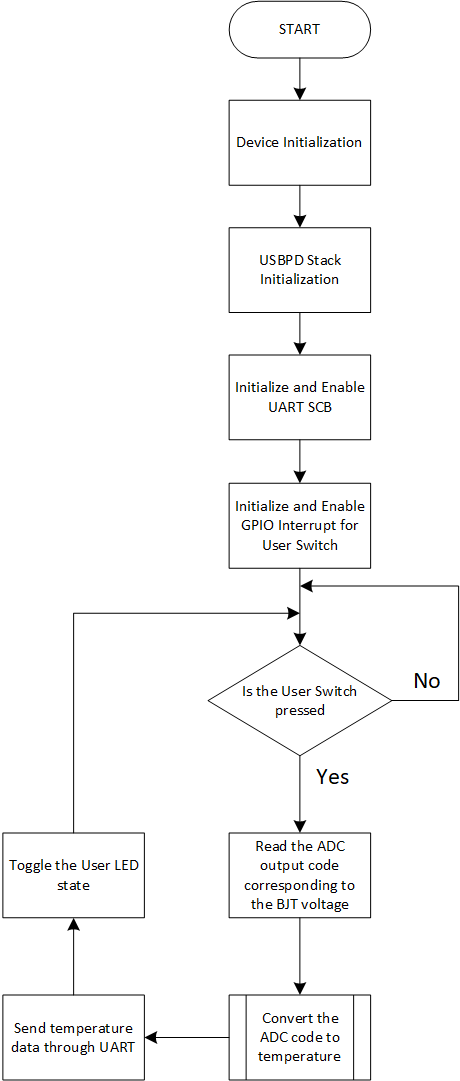 START
Device Initialization
USBPD Stack
Initialization
Initialize and Enable
UART SCB
Initialize and Enable
GPIO Interrupt for
User Switch
Is the User Switch
pressed
No
Yes
Read the ADC
output code
corresponding to
the BJT voltage
Convert the
ADC code to
temperature
Send temperature
data through UART
Toggle the User LED
state